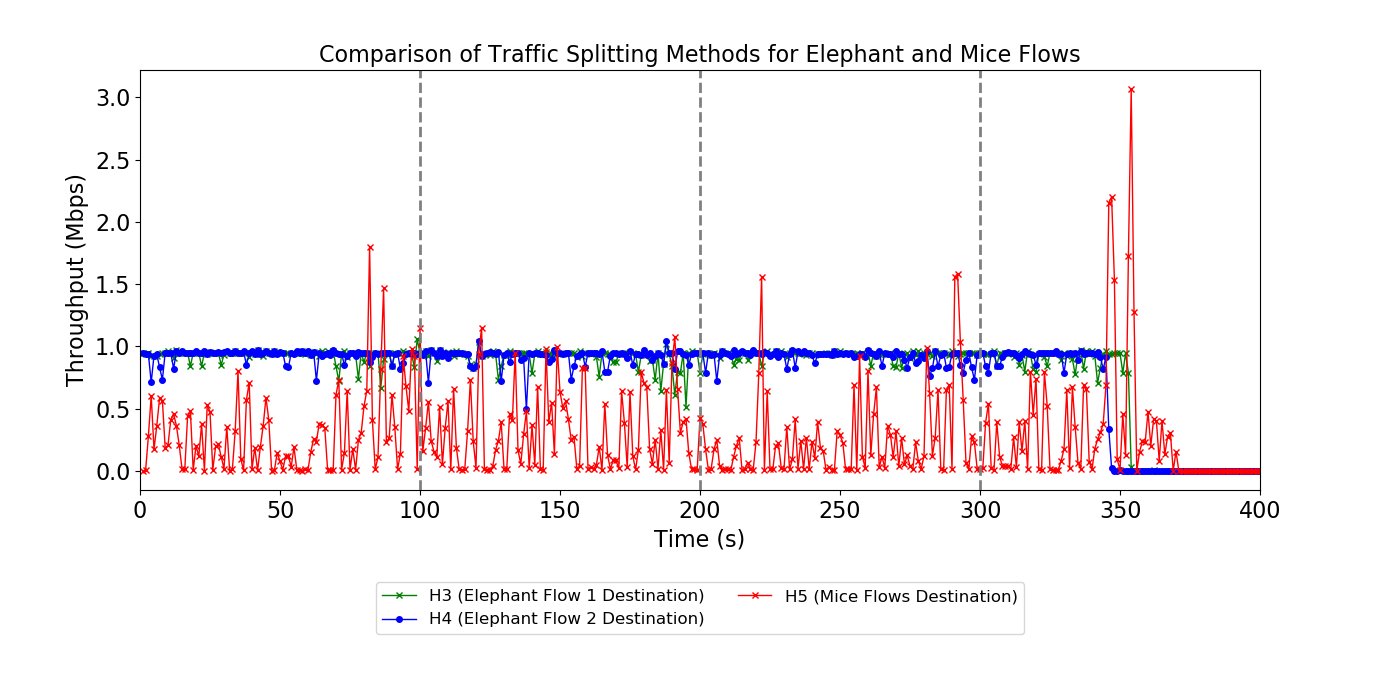 Comparison of Traffic Splitting Methods for Elephant and Mice Flows
3.0
2.5
2.0
1.5
1.0
0.5
0.0
Throughput (Mbps)
0 50 100 150 200 250 300 350 400
Time (s)
H3 (Elephant Flow 1 Destination)
H4 (Elephant Flow 2 Destination)
H5 (Mice Flows Destination)